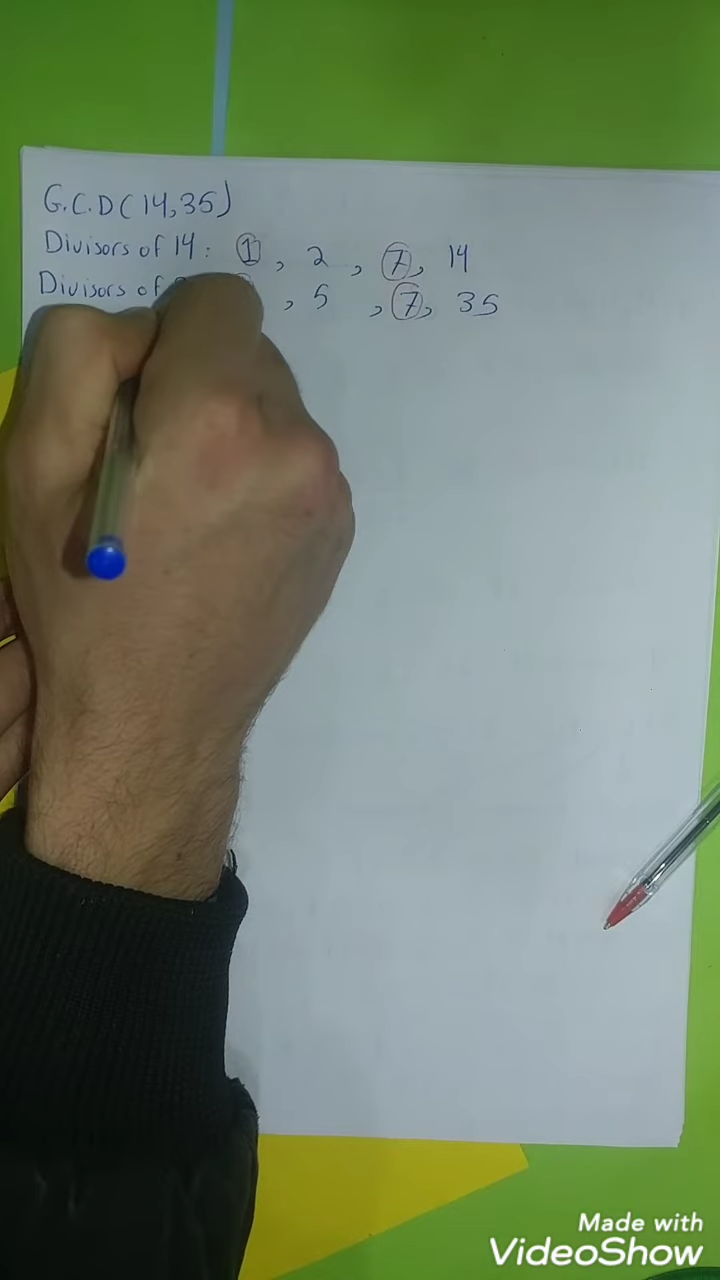 G.C.D(14,35)
Divisors of 14: 1, 2, 7, 14
Divisors of , 5, 7, 35
Made with
VideoShow